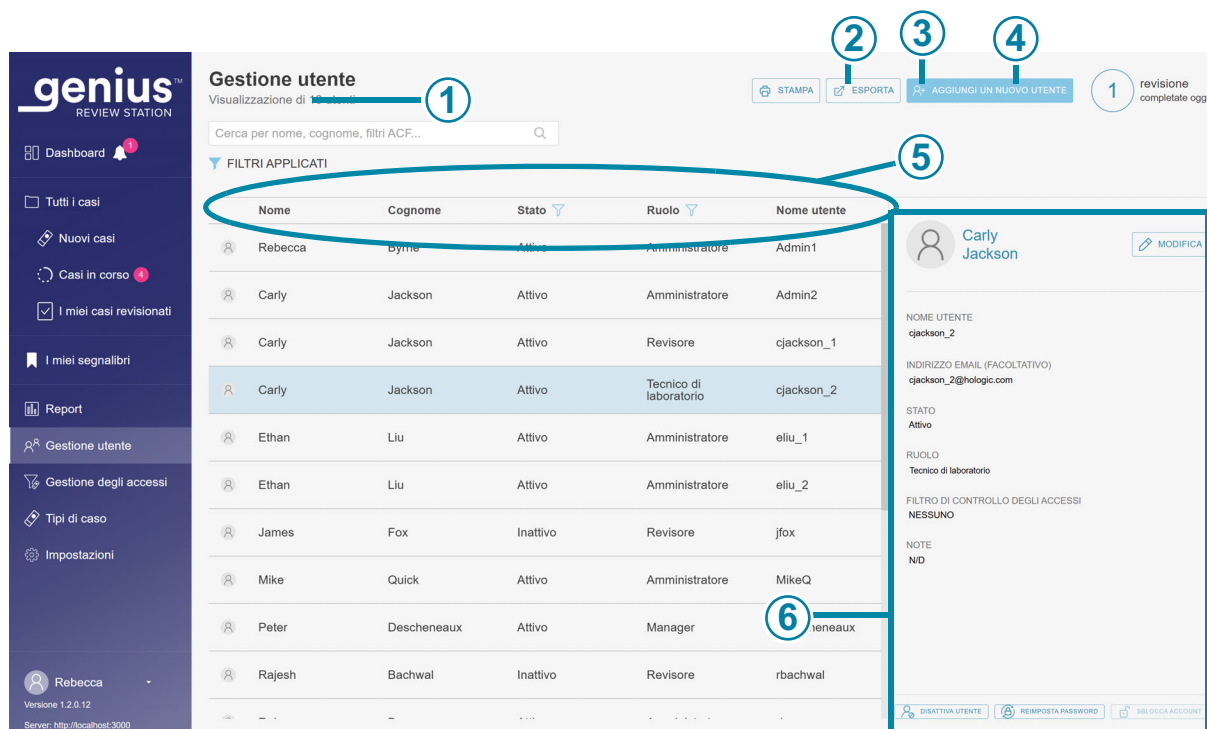 2
3
4
genius™
REVIEW STATION
Gestione utente
Visualizzazione di
1
STAMPA
ESPORTA
AGGIUNGI UN NUOVO UTENTE
1
revisione
completate ogg
Cerca per nome, cognome, filtri ACF...
Dashboard 1
FILTRI APPLICATI
5
Tutti i casi
Nuovi casi
Casi in corso 4
I miei casi revisionati
I miei segnalibri
Report
Gestione utente
Gestione degli accessi
Tipi di caso
Impostazioni
Rebecca
Versione 1.2.0.12
Server: http://localhost:3000
Nome Cognome Stato Ruolo Nome utente
Rebecca Byrne Attivo Amministratore Admin1
Carly Jackson Attivo Amministratore Admin2
Carly Jackson Attivo Revisore cjackson_1
Carly Jackson Attivo Tecnico di laboratorio cjackson_2
Ethan Liu Attivo Amministratore eliu_1
Ethan Liu Attivo Amministratore eliu_2
James Fox Inattivo Revisore jfox
Mike Quick Attivo Amministratore MikeQ
Peter Descheneaux Attivo Manager heneaux
Rajesh Bachwal Inattivo Revisore rbachwal
6
Carly
Jackson
MODIFICA
NOME UTENTE
cjackson_2
INDIRIZZO EMAIL (FACOLTATIVO)
cjackson_2@hologic.com
STATO
Attivo
RUOLO
Tecnico di laboratorio
FILTRO DI CONTROLLO DEGLI ACCESSI
NESSUNO
NOTE
N/D
DISATTIVA UTENTE
REIMPOSTA PASSWORD
SBLOCCA ACCOUNT